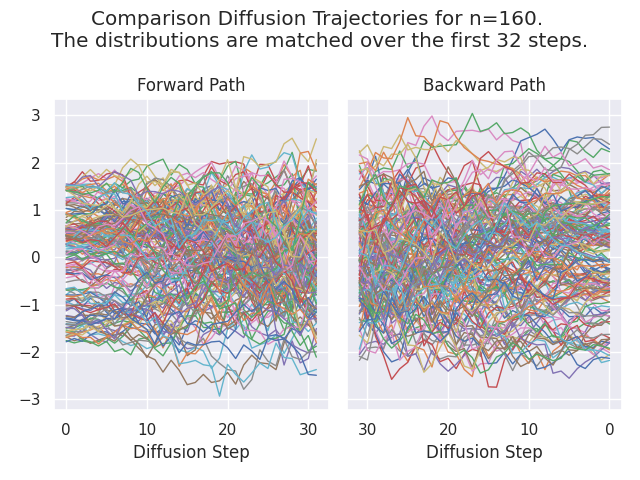 Comparison Diffusion Trajectories for n=160.
The distributions are matched over the first 32 steps.
Forward Path
Backward Path
3
2
1
0
−1
−2
−3
0 10 20 30
30 20 10 0
Diffusion Step
Diffusion Step